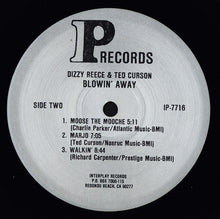 P
RECORDS
DIZZY REECE & TED CURSON
BLOWIN' AWAY
SIDE TWO
IP-7716
1. MOOSE THE MOOCHE 5:11
(Charlie Parker/Atlantic Music-BMI)
2. MARJO 7:05
(Ted Curson/Nosruc Music-BMI)
3. WALKIN' 8:44
(Richard Carpenter/Prestige Music-BMI)
INTERPLAY RECORDS
P.O. BOX 7000-115
REDONDO BEACH, CA 90277